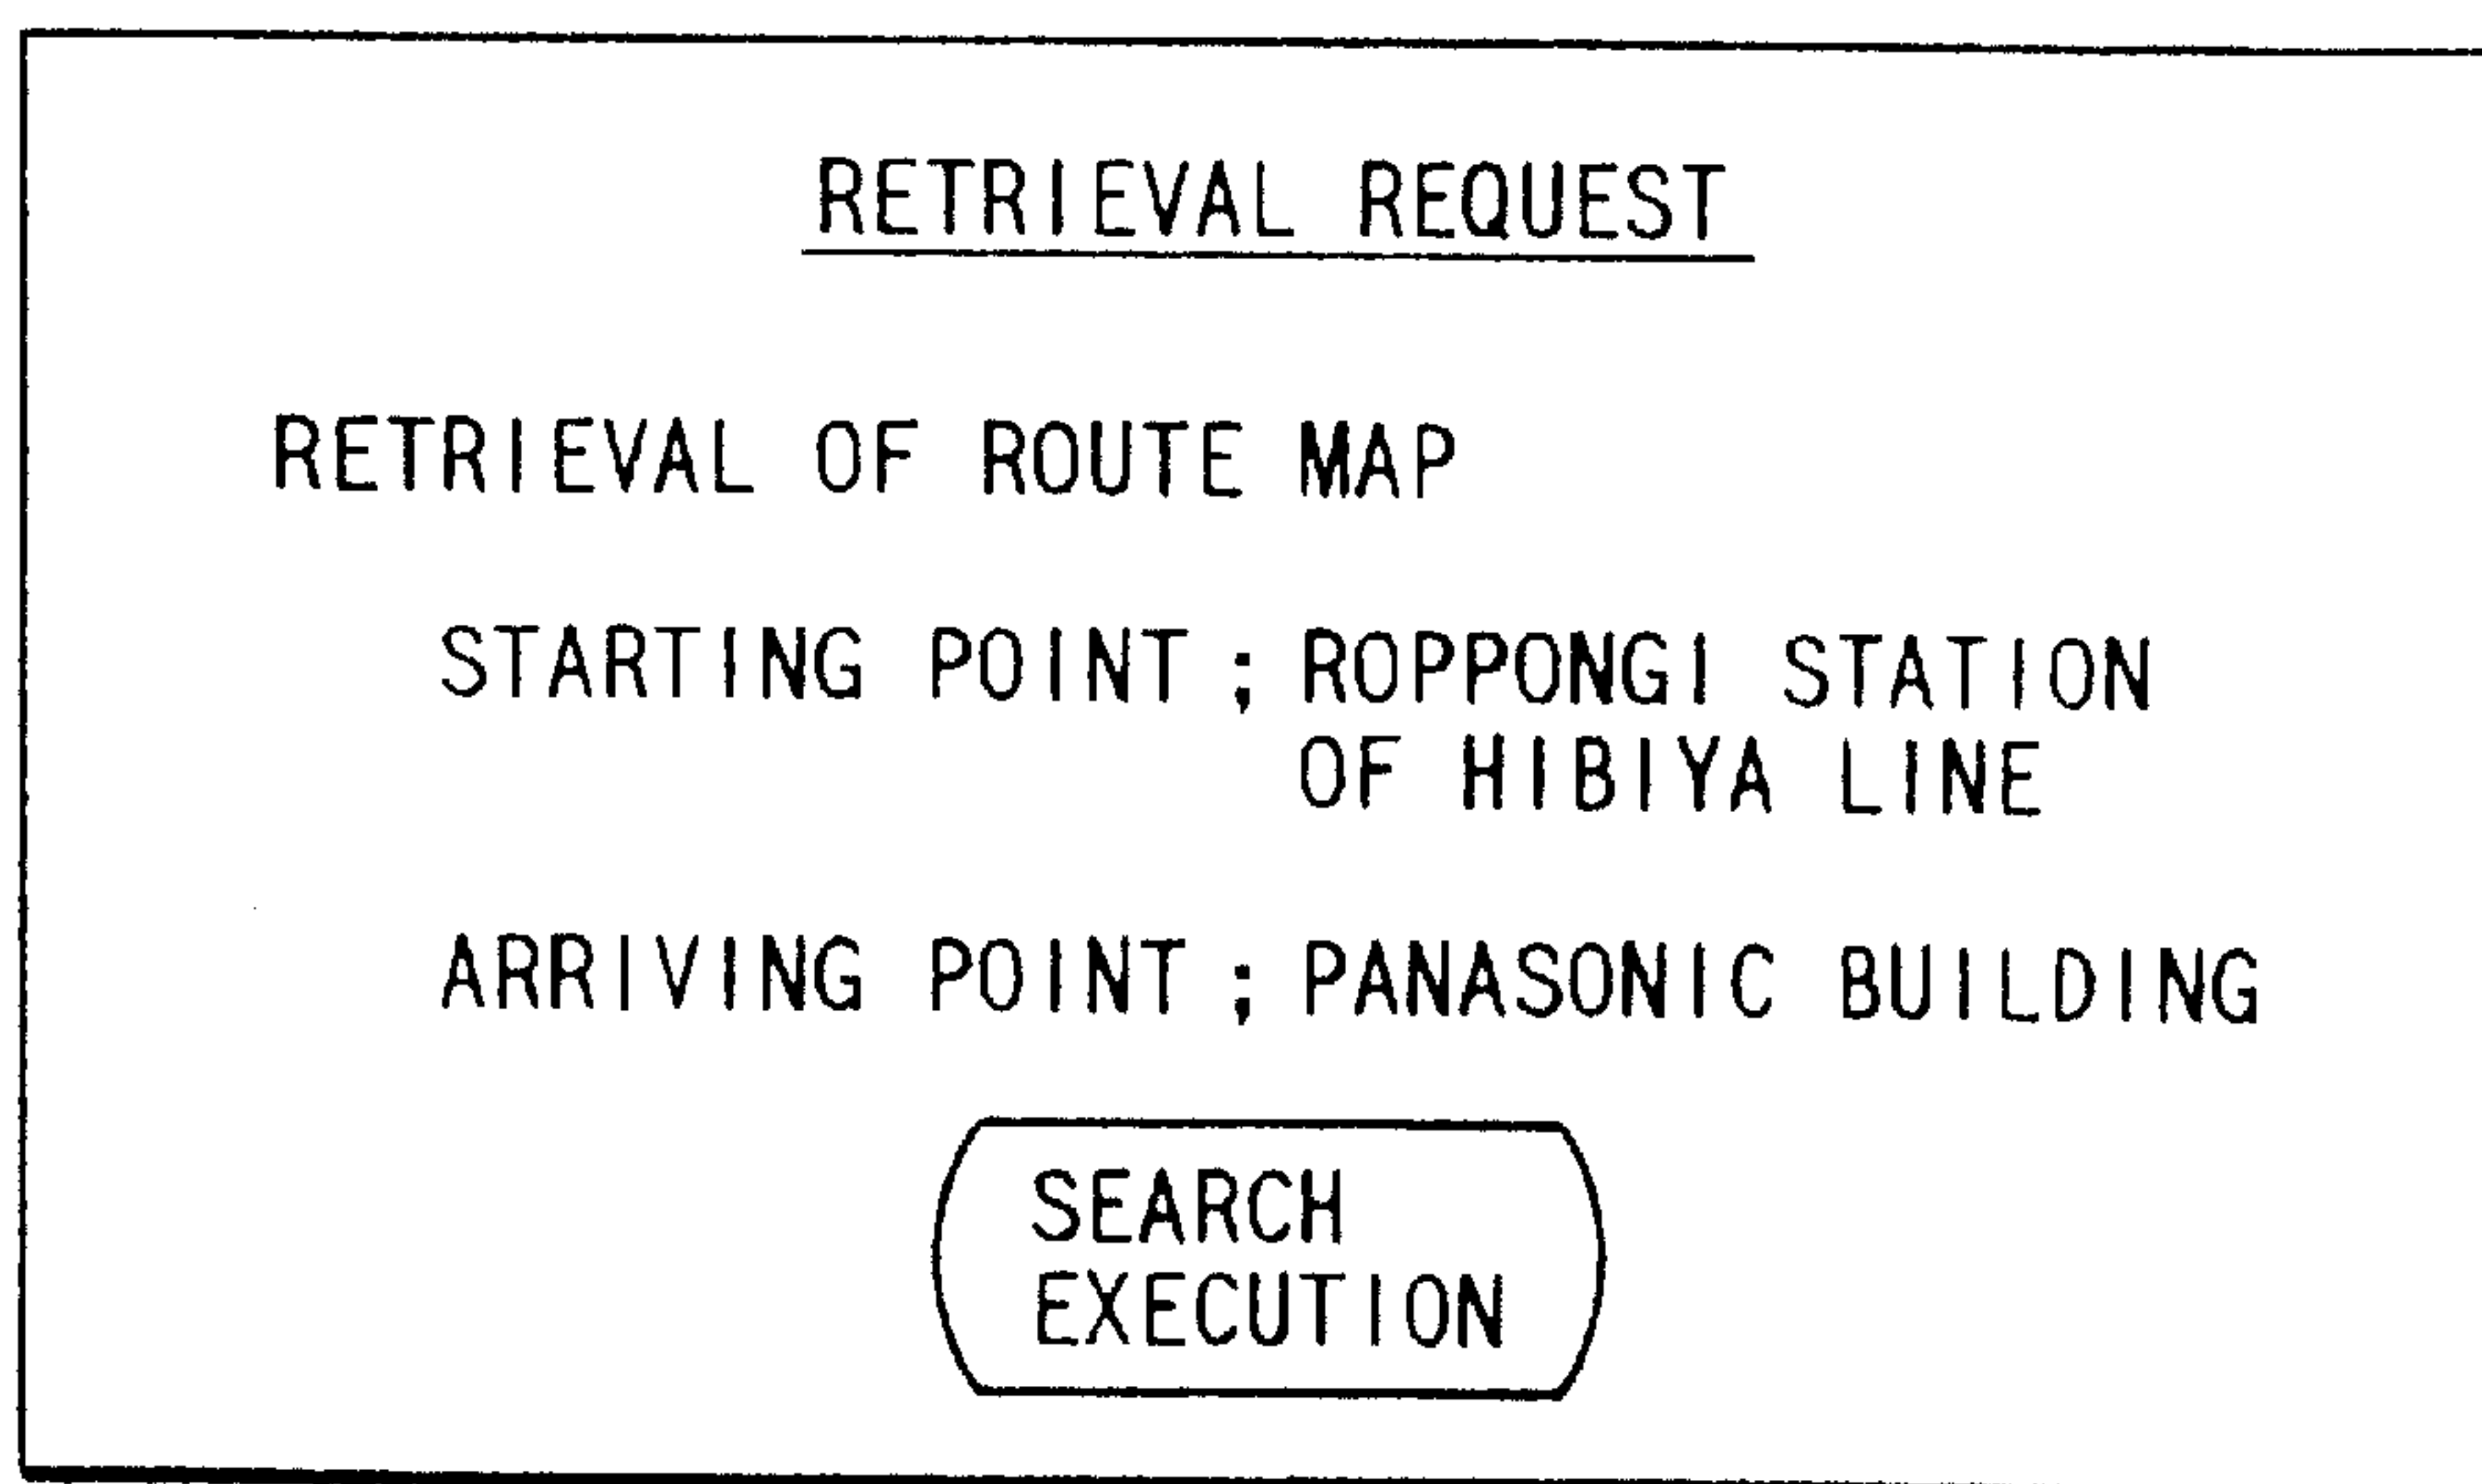 RETRIEVAL REQUEST
RETRIEVAL OF ROUTE MAP
STARTING POINT ; ROPPONGI STATION
OF HIBIYA LINE
ARRIVING POINT ; PANASONIC BUILDING
SEARCH
EXECUTION